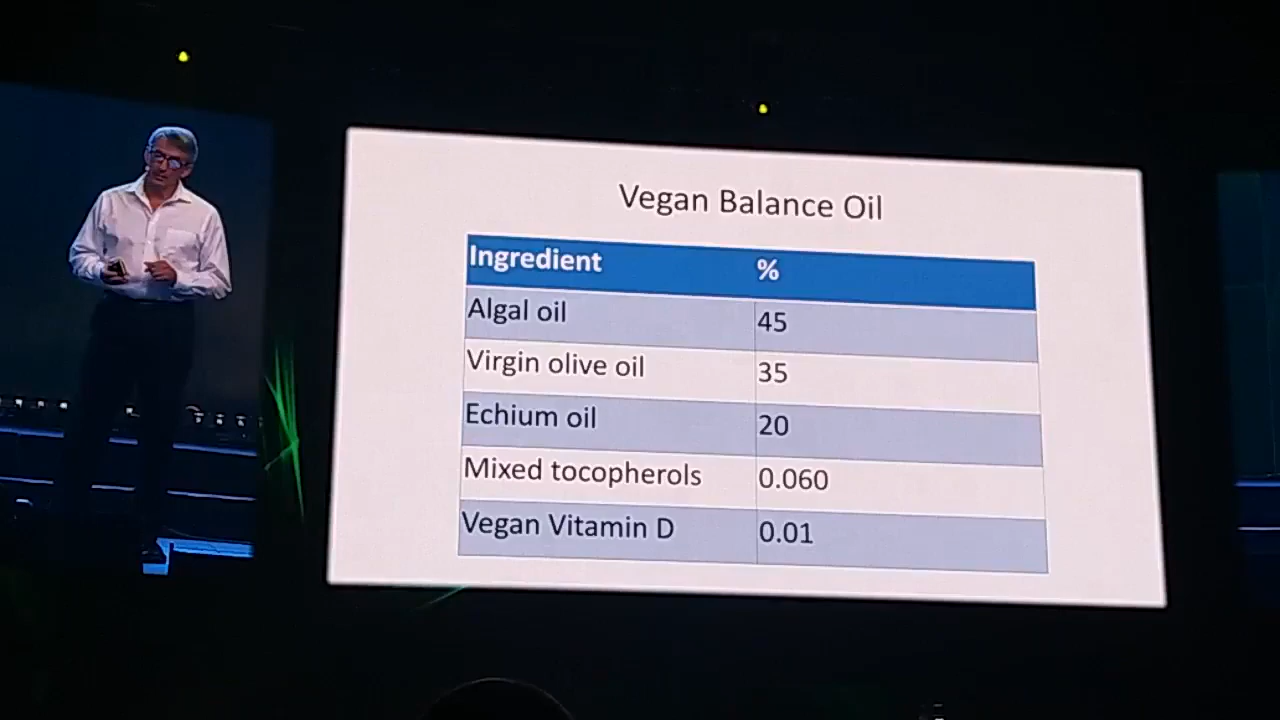 Vegan Balance Oil
Ingredient %
Algal oil 45
Virgin olive oil 35
Echium oil 20
Mixed tocopherols 0.060
Vegan Vitamin D 0.01